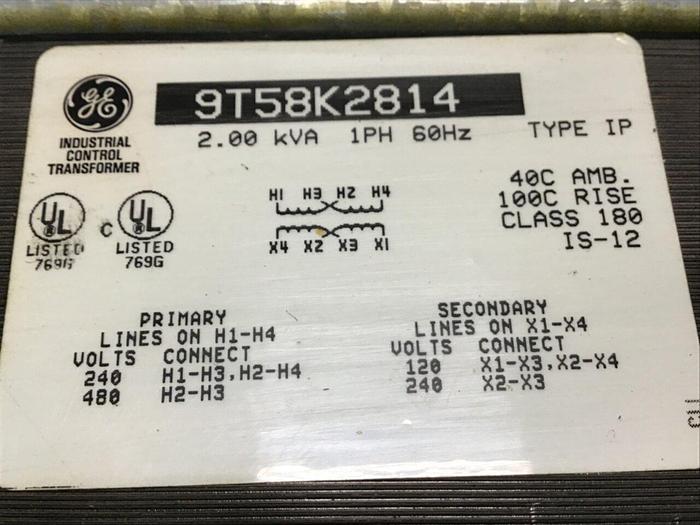 GE
9T58K2814
2.00 kVA 1PH 60Hz TYPE IP
INDUSTRIAL
CONTROL
TRANSFORMER
40C AMB.
100C RISE
CLASS 180
IS-12
UL
LISTED
769G
C UL
LISTED
769G
H1 H3 H2 H4
X4 X2 X3 X1
PRIMARY
LINES ON H1-H4
VOLTS CONNECT
240 H1-H3,H2-H4
480 H2-H3
SECONDARY
LINES ON X1-X4
VOLTS CONNECT
120 X1-X3,X2-X4
240 X2-X3